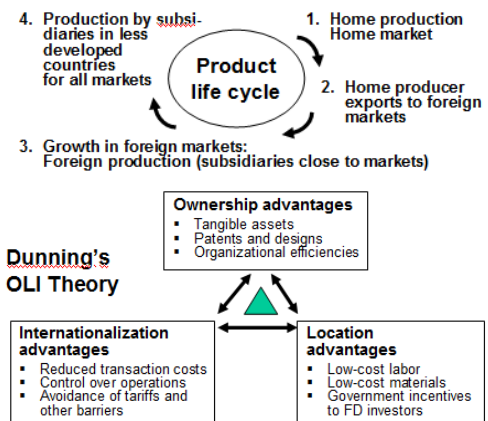 4. Production by subsi-
diaries in less
developed
countries
for all markets
Product
life cycle
1. Home production
Home market
2. Home producer
exports to foreign
markets
3. Growth in foreign markets:
Foreign production (subsidiaries close to markets)
Dunning's
OLI Theory
Ownership advantages
▪ Tangible assets
▪ Patents and designs
▪ Organizational efficiencies
Internationalization
advantages
▪ Reduced transaction costs
▪ Control over operations
▪ Avoidance of tariffs and
other barriers
Location
advantages
▪ Low-cost labor
▪ Low-cost materials
▪ Government incentives
to FD investors